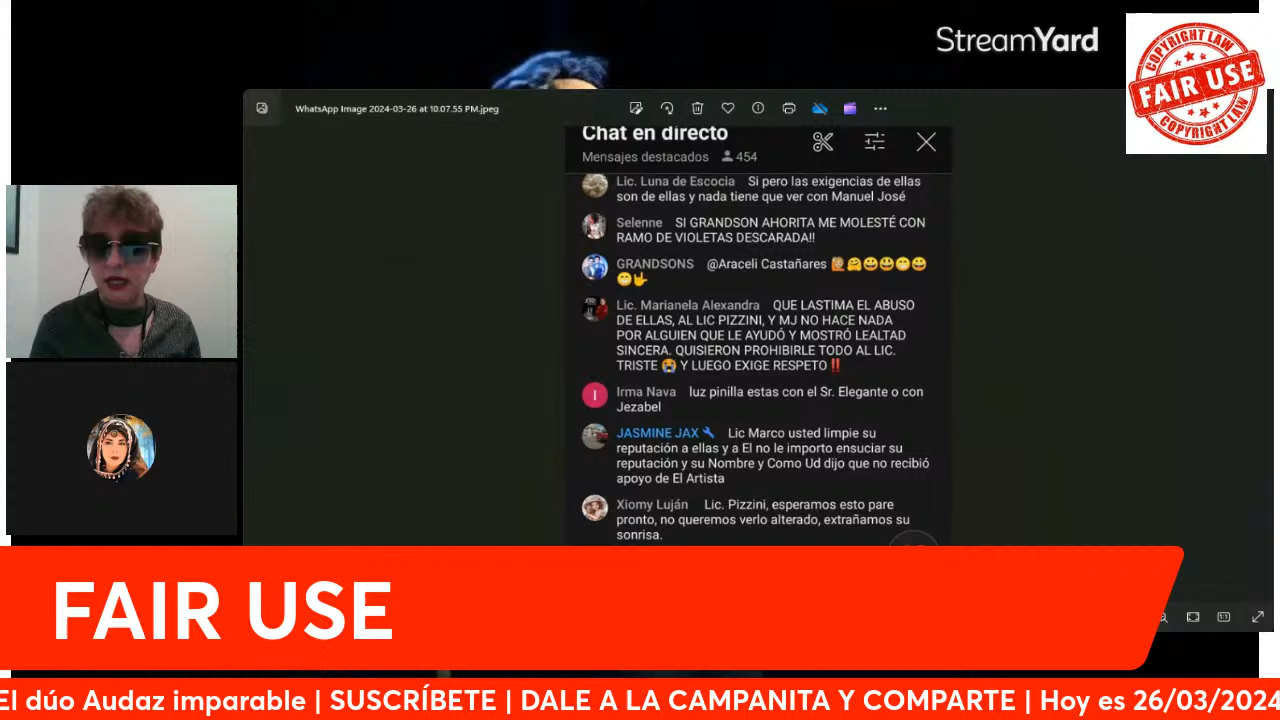 StreamYard
COPYRIGHT LAW
FAIR USE
COPYRIGHT LAW
WhatsApp Image 2024-03-26 at 10.07.55 PM.jpeg
Chat en directo
Mensajes destacados 454
Lic. Luna de Escocia Si pero las exigencias de ellas
son de ellas y nada tiene que ver con Manuel José
Selenne SI GRANDSON AHORITA ME MOLESTÉ CON
RAMO DE VIOLETAS DESCARADA!!
GRANDSONS @Araceli Castañares 🙋🏼🤗😃😃😁😀
😁🤟
Lic. Marianela Alexandra QUE LASTIMA EL ABUSO
DE ELLAS, AL LIC PIZZINI, Y MJ NO HACE NADA
POR ALGUIEN QUE LE AYUDÓ Y MOSTRÓ LEALTAD
SINCERA. QUISIERON PROHIBIRLE TODO AL LIC.
TRISTE 😭 Y LUEGO EXIGE RESPETO‼️
I
Irma Nava luz pinilla estas con el Sr. Elegante o con
Jezabel
JASMINE JAX Lic Marco usted limpie su
reputación a ellas y a El no le importo ensuciar su
reputación y su Nombre y Como Ud dijo que no recibió
apoyo de El Artista
Xiomy Luján Lic. Pizzini, esperamos esto pare
pronto, no queremos verlo alterado, extrañamos su
sonrisa.
FAIR USE
El dúo Audaz imparable | SUSCRÍBETE | DALE A LA CAMPANITA Y COMPARTE | Hoy es 26/03/2024